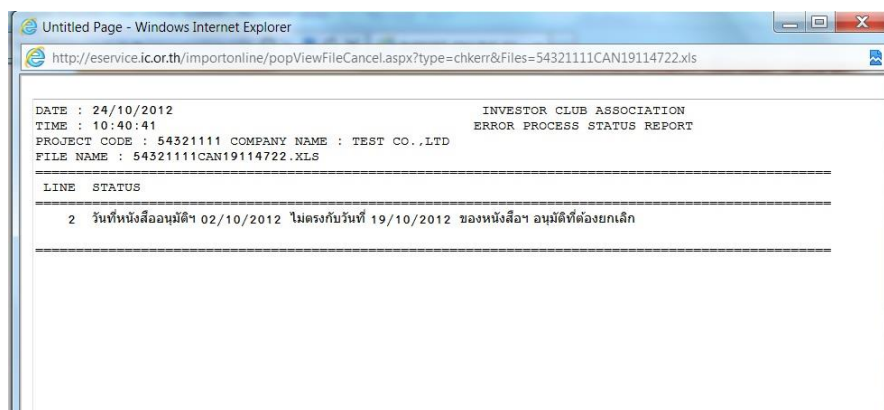 Untitled Page - Windows Internet Explorer
http://eservice.ic.or.th/importonline/popViewFileCancel.aspx?type=chkerr&Files=54321111CAN19114722.xls
DATE : 24/10/2012 INVESTOR CLUB ASSOCIATION
TIME : 10:40:41 ERROR PROCESS STATUS REPORT
PROJECT CODE : 54321111 COMPANY NAME : TEST CO.,LTD
FILE NAME : 54321111CAN19114722.XLS
LINE STATUS
2 วันที่หนังสืออนุมัติฯ 02/10/2012 ไม่ตรงกับวันที่ 19/10/2012 ของหนังสือฯ อนุมัติที่ต้องยกเลิก